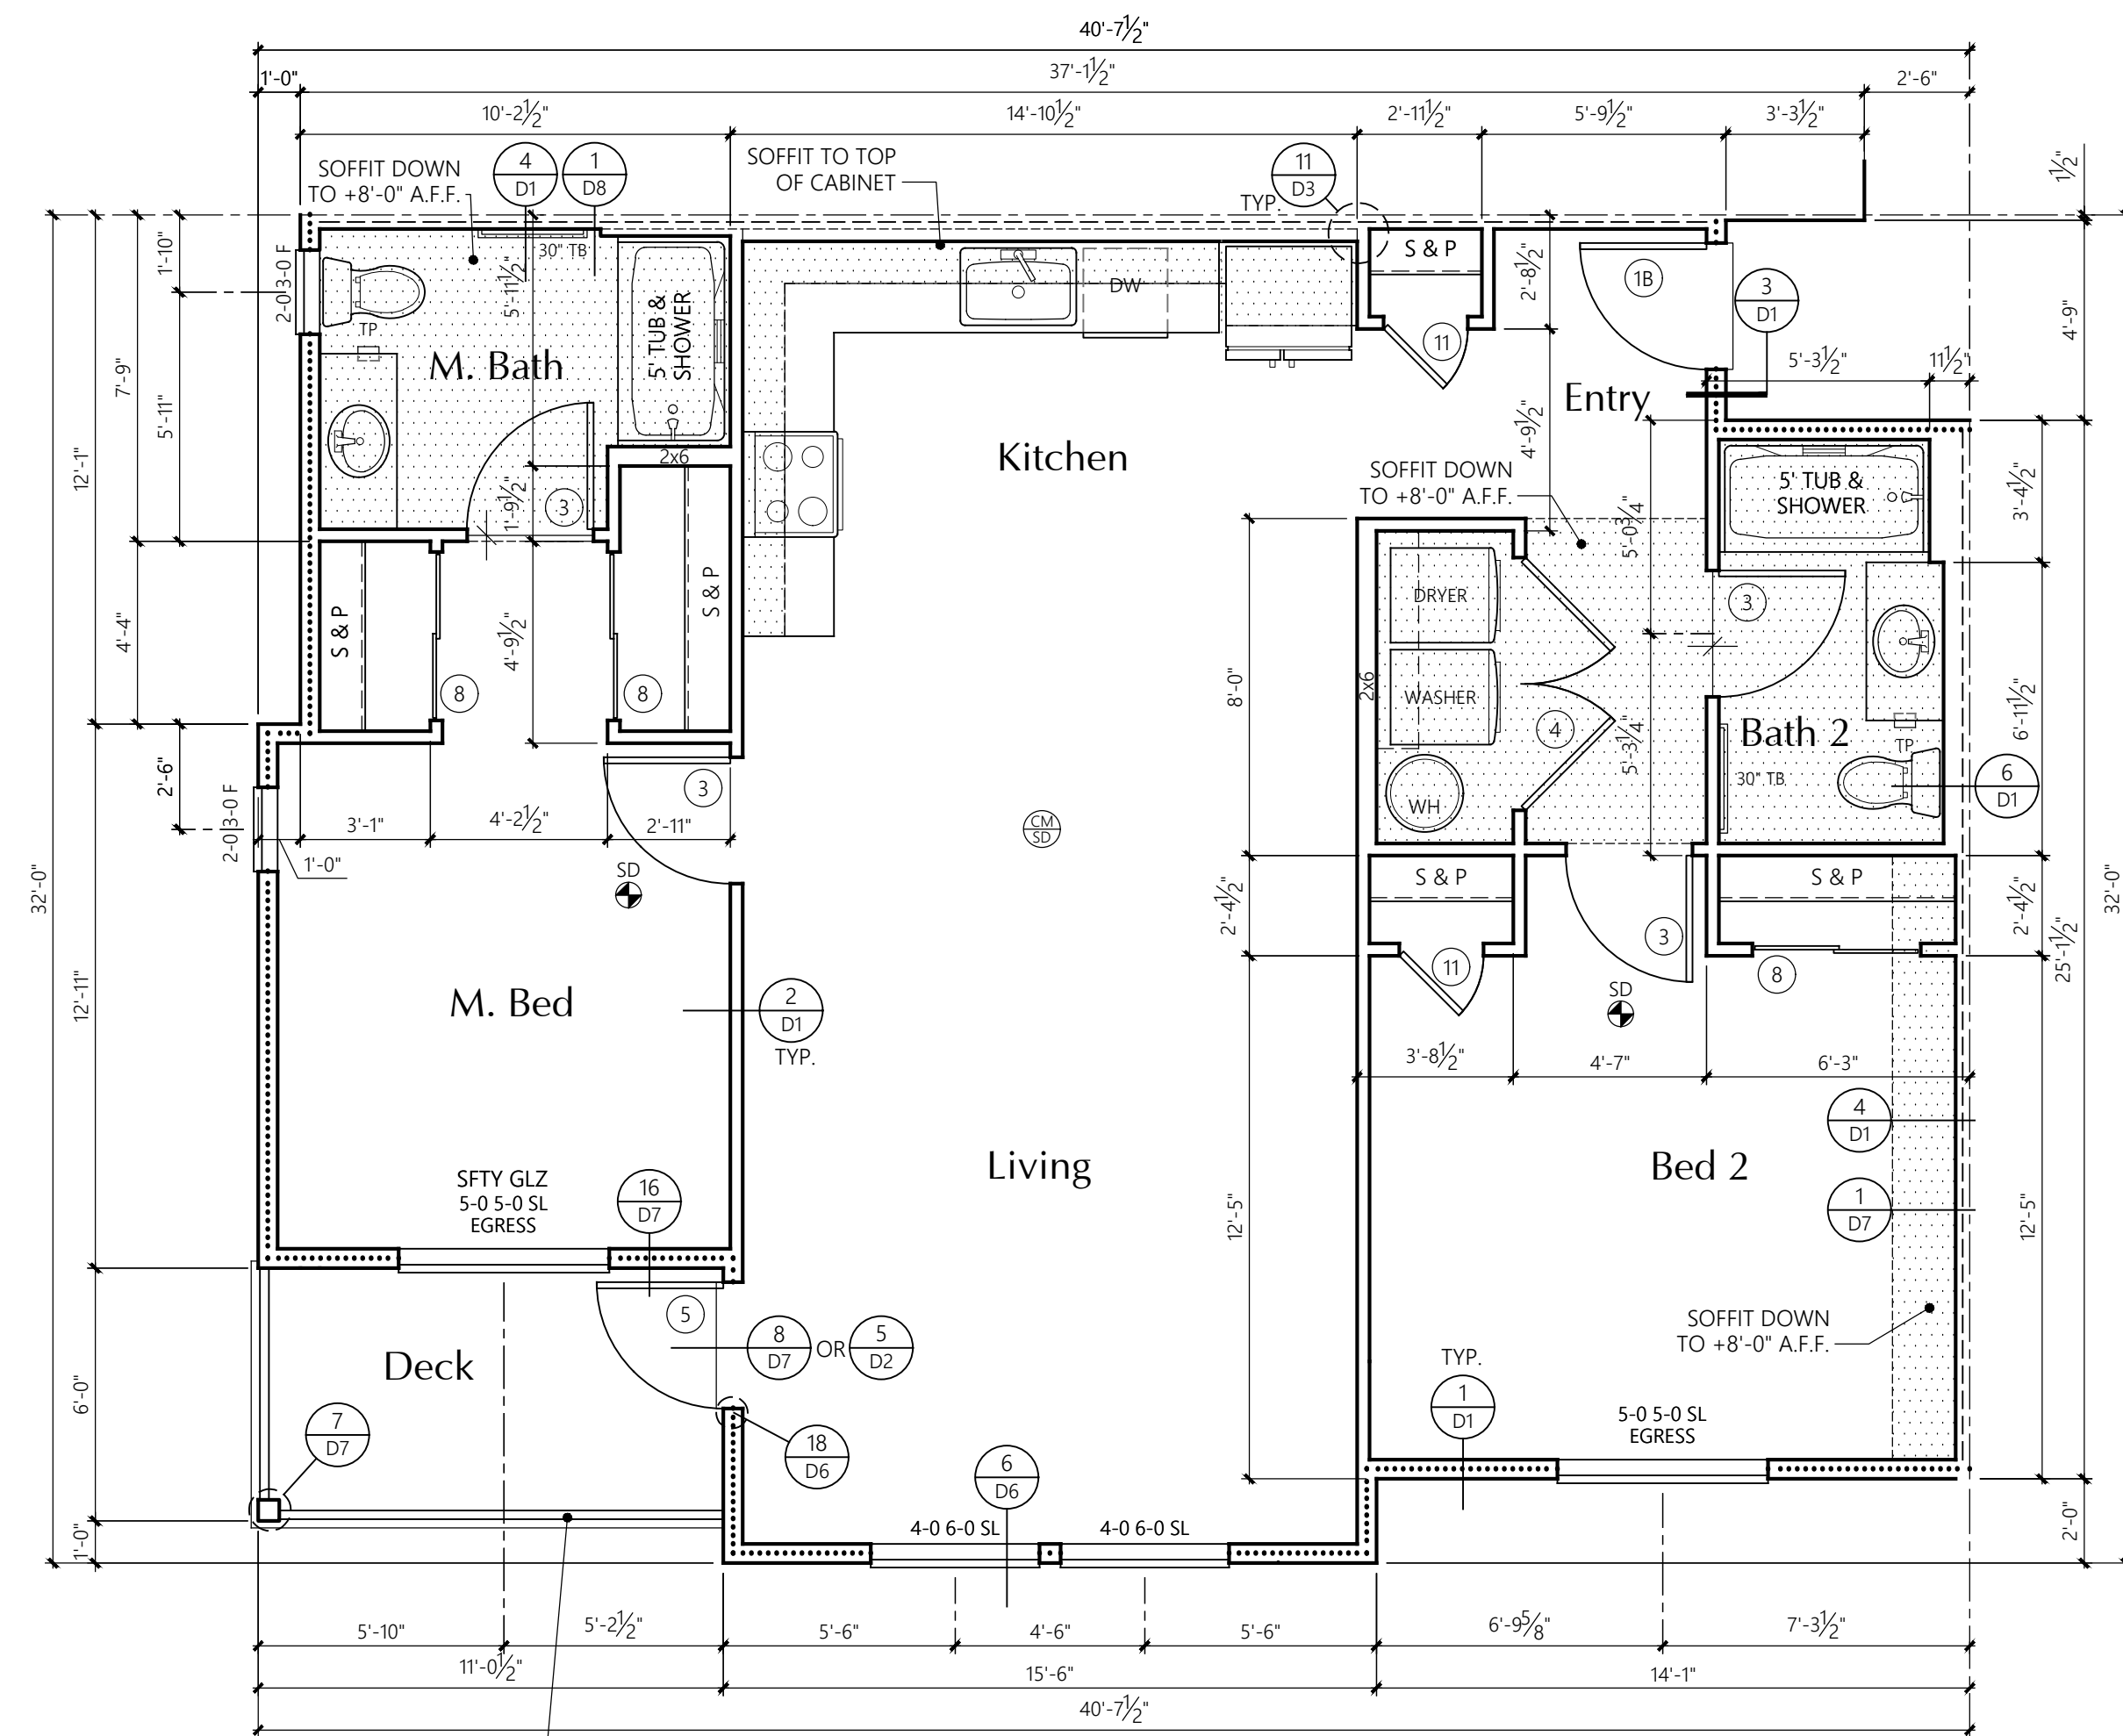 40'-7½"
1'-0"
37'-1½"
2'-6"
10'-2½"
14'-10½"
2'-11½"
5'-9½"
3'-3½"
SOFFIT DOWN
TO +8'-0" A.F.F.
4
D1
1
D8
SOFFIT TO TOP
OF CABINET
11
D3
TYP.
1½"
1'-10"
2-0 3-0 F
30" TB
5'-11½"
TP
M. Bath
5' TUB &
SHOWER
DW
S & P
2'-8½"
1B
3
D1
4'-9"
7'-9"
5'-11"
12'-1"
11
5'-3½"
11½"
Entry
Kitchen
4'-9½"
2x6
3
1'-9½"
SOFFIT DOWN
TO +8'-0" A.F.F.
5'-0¾"
5' TUB &
SHOWER
3'-4½"
4'-4"
S & P
8
4'-9½"
8
S & P
8'-0"
2x6
DRYER
WASHER
WH
4
5'-3¼"
3
Bath 2
TP
30" TB
6
D1
6'-11½"
2'-6"
2-0 3-0 F
3'-1"
4'-2½"
2'-11"
1'-0"
3
SD
CM
SD
32'-0"
S & P
S & P
2'-4½"
2'-4½"
25'-1½"
32'-0"
11
3
8
SD
12'-11"
M. Bed
2
D1
TYP.
3'-8½"
4'-7"
6'-3"
4
D1
Living
Bed 2
1
D7
SFTY GLZ
5-0 5-0 SL
EGRESS
16
D7
12'-5"
12'-5"
5
8
D7
OR
5
D2
SOFFIT DOWN
TO +8'-0" A.F.F.
Deck
6'-0"
7
D7
18
D6
6
D6
TYP.
1
D1
5-0 5-0 SL
EGRESS
4-0 6-0 SL
4-0 6-0 SL
1'-0"
2'-0"
5'-10"
5'-2½"
5'-6"
4'-6"
5'-6"
6'-9⅝"
7'-3½"
11'-0½"
15'-6"
14'-1"
40'-7½"